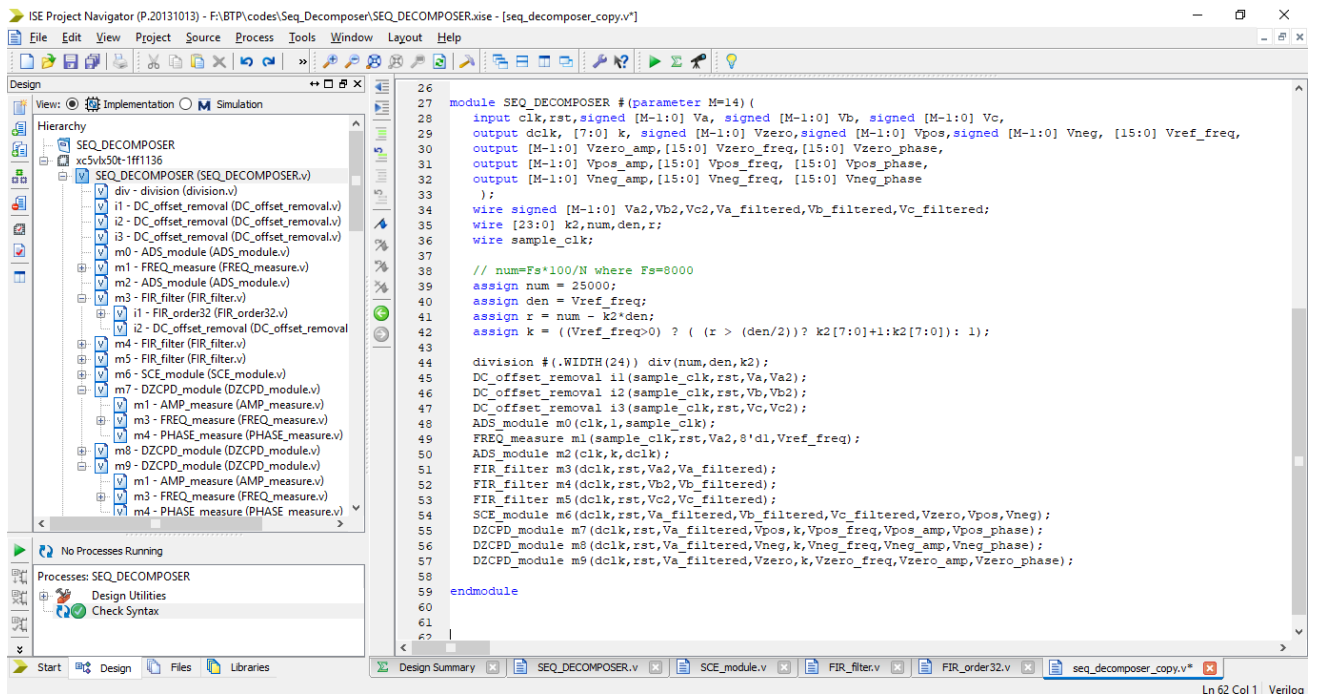 ISE Project Navigator (P.20131013) - F:\BTP\codes\Seq_Decomposer\SEQ_DECOMPOSER.xise - [seq_decomposer_copy.v*]
File Edit View Project Source Process Tools Window Layout Help
Design
View: Implementation Simulation
Hierarchy
SEQ_DECOMPOSER
xc5vlx50t-1ff1136
SEQ_DECOMPOSER (SEQ_DECOMPOSER.v)
div - division (division.v)
i1 - DC_offset_removal (DC_offset_removal.v)
i2 - DC_offset_removal (DC_offset_removal.v)
i3 - DC_offset_removal (DC_offset_removal.v)
m0 - ADS_module (ADS_module.v)
m1 - FREQ_measure (FREQ_measure.v)
m2 - ADS_module (ADS_module.v)
m3 - FIR_filter (FIR_filter.v)
i1 - FIR_order32 (FIR_order32.v)
i2 - DC_offset_removal (DC_offset_removal
m4 - FIR_filter (FIR_filter.v)
m5 - FIR_filter (FIR_filter.v)
m6 - SCE_module (SCE_module.v)
m7 - DZCPD_module (DZCPD_module.v)
m1 - AMP_measure (AMP_measure.v)
m3 - FREQ_measure (FREQ_measure.v)
m4 - PHASE_measure (PHASE_measure.v)
m8 - DZCPD_module (DZCPD_module.v)
m9 - DZCPD_module (DZCPD_module.v)
m1 - AMP_measure (AMP_measure.v)
m3 - FREQ_measure (FREQ_measure.v)
m4 - PHASE_measure (PHASE_measure.v)
No Processes Running
Processes: SEQ_DECOMPOSER
Design Utilities
Check Syntax
Start Design Files Libraries
26
27 module SEQ_DECOMPOSER #(parameter M=14)(
28 input clk,rst,signed [M-1:0] Va, signed [M-1:0] Vb, signed [M-1:0] Vc,
29 output dclk, [7:0] k, signed [M-1:0] Vzero,signed [M-1:0] Vpos,signed [M-1:0] Vneg, [15:0] Vref_freq,
30 output [M-1:0] Vzero_amp,[15:0] Vzero_freq,[15:0] Vzero_phase,
31 output [M-1:0] Vpos_amp,[15:0] Vpos_freq, [15:0] Vpos_phase,
32 output [M-1:0] Vneg_amp,[15:0] Vneg_freq, [15:0] Vneg_phase
33 );
34 wire signed [M-1:0] Va2,Vb2,Vc2,Va_filtered,Vb_filtered,Vc_filtered;
35 wire [23:0] k2,num,den,r;
36 wire sample_clk;
37
38 // num=Fs*100/N where Fs=8000
39 assign num = 25000;
40 assign den = Vref_freq;
41 assign r = num - k2*den;
42 assign k = ((Vref_freq>0) ? ( (r > (den/2))? k2[7:0]+1:k2[7:0]): 1);
43
44 division #(.WIDTH(24)) div(num,den,k2);
45 DC_offset_removal i1(sample_clk,rst,Va,Va2);
46 DC_offset_removal i2(sample_clk,rst,Vb,Vb2);
47 DC_offset_removal i3(sample_clk,rst,Vc,Vc2);
48 ADS_module m0(clk,1,sample_clk);
49 FREQ_measure m1(sample_clk,rst,Va2,8'd1,Vref_freq);
50 ADS_module m2(clk,k,dclk);
51 FIR_filter m3(dclk,rst,Va2,Va_filtered);
52 FIR_filter m4(dclk,rst,Vb2,Vb_filtered);
53 FIR_filter m5(dclk,rst,Vc2,Vc_filtered);
54 SCE_module m6(dclk,rst,Va_filtered,Vb_filtered,Vc_filtered,Vzero,Vpos,Vneg);
55 DZCPD_module m7(dclk,rst,Va_filtered,Vpos,k,Vpos_freq,Vpos_amp,Vpos_phase);
56 DZCPD_module m8(dclk,rst,Va_filtered,Vneg,k,Vneg_freq,Vneg_amp,Vneg_phase);
57 DZCPD_module m9(dclk,rst,Va_filtered,Vzero,k,Vzero_freq,Vzero_amp,Vzero_phase);
58
59 endmodule
60
61
62
Design Summary SEQ_DECOMPOSER.v SCE_module.v FIR_filter.v FIR_order32.v seq_decomposer_copy.v*
Ln 62 Col 1 Verilog